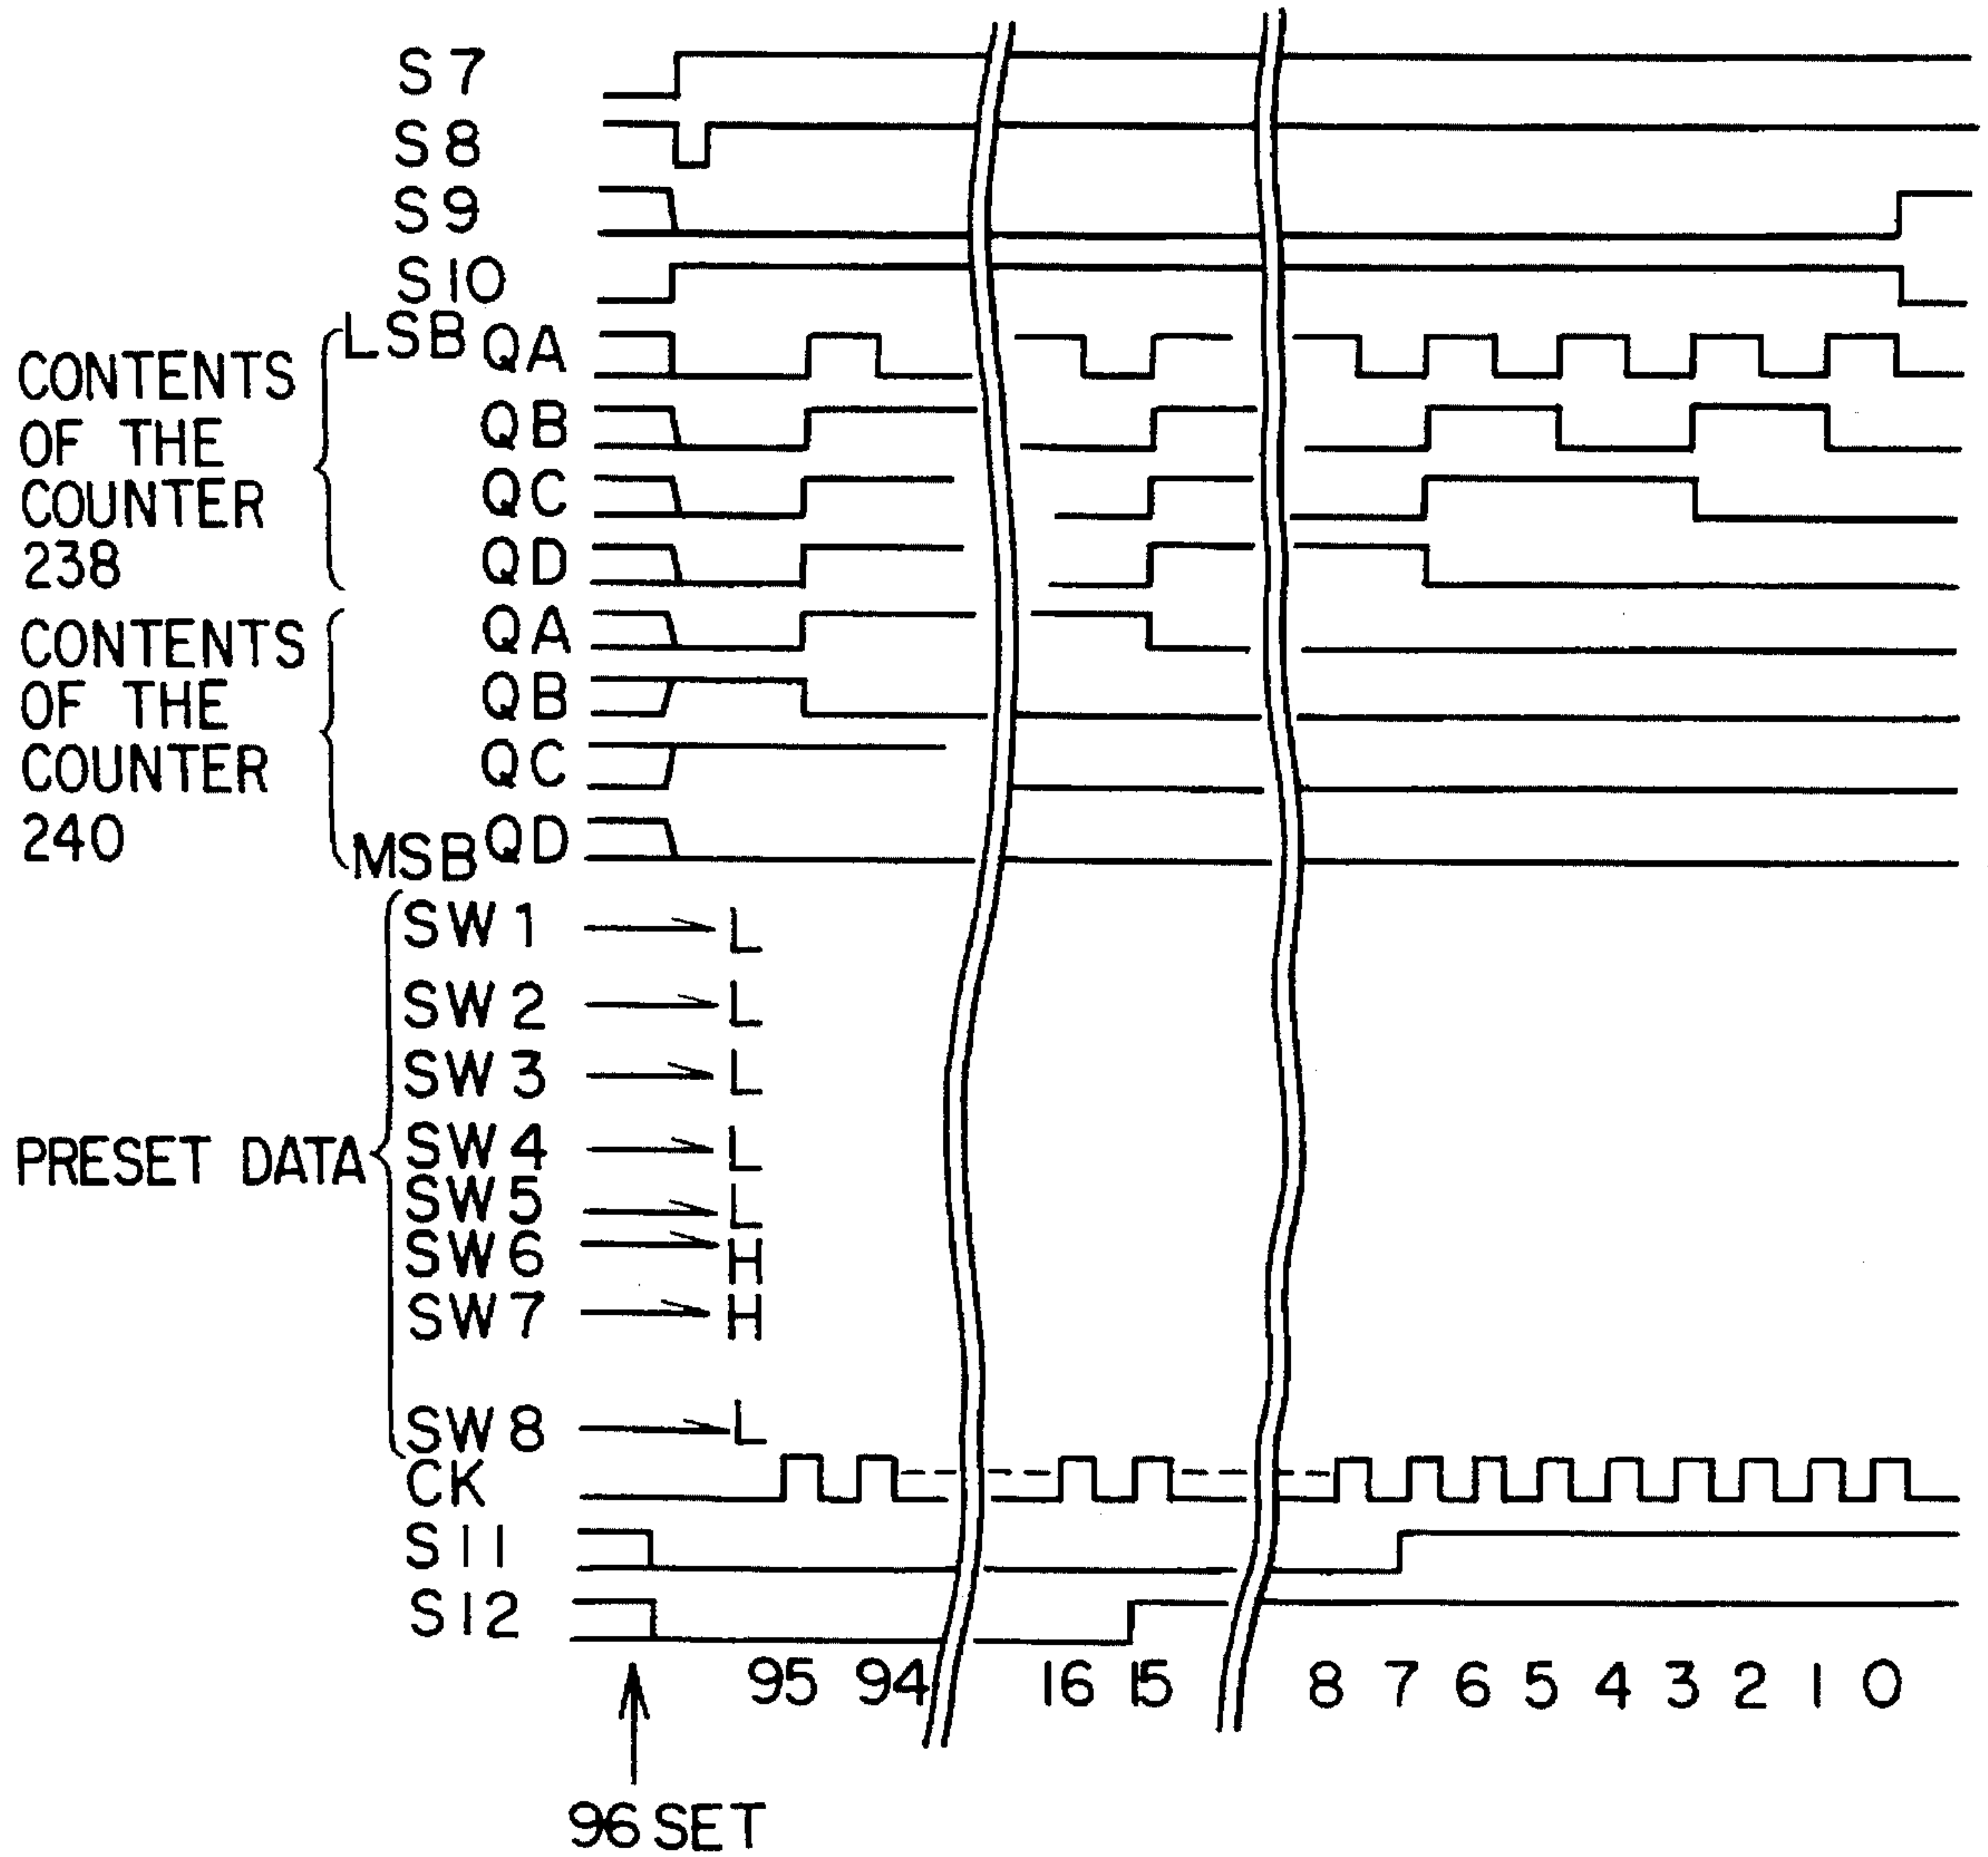 S7
S8
S9
S10
LSB QA
CONTENTS
OF THE
COUNTER
238
QB
QC
QD
CONTENTS
OF THE
COUNTER
240
QA
QB
QC
MSB QD
PRESET DATA
SW1 L
SW2 L
SW3 L
SW4 L
SW5 L
SW6 H
SW7 H
SW8 L
CK
S11
S12
95 94 16 15 8 7 6 5 4 3 2 1 0
96 SET